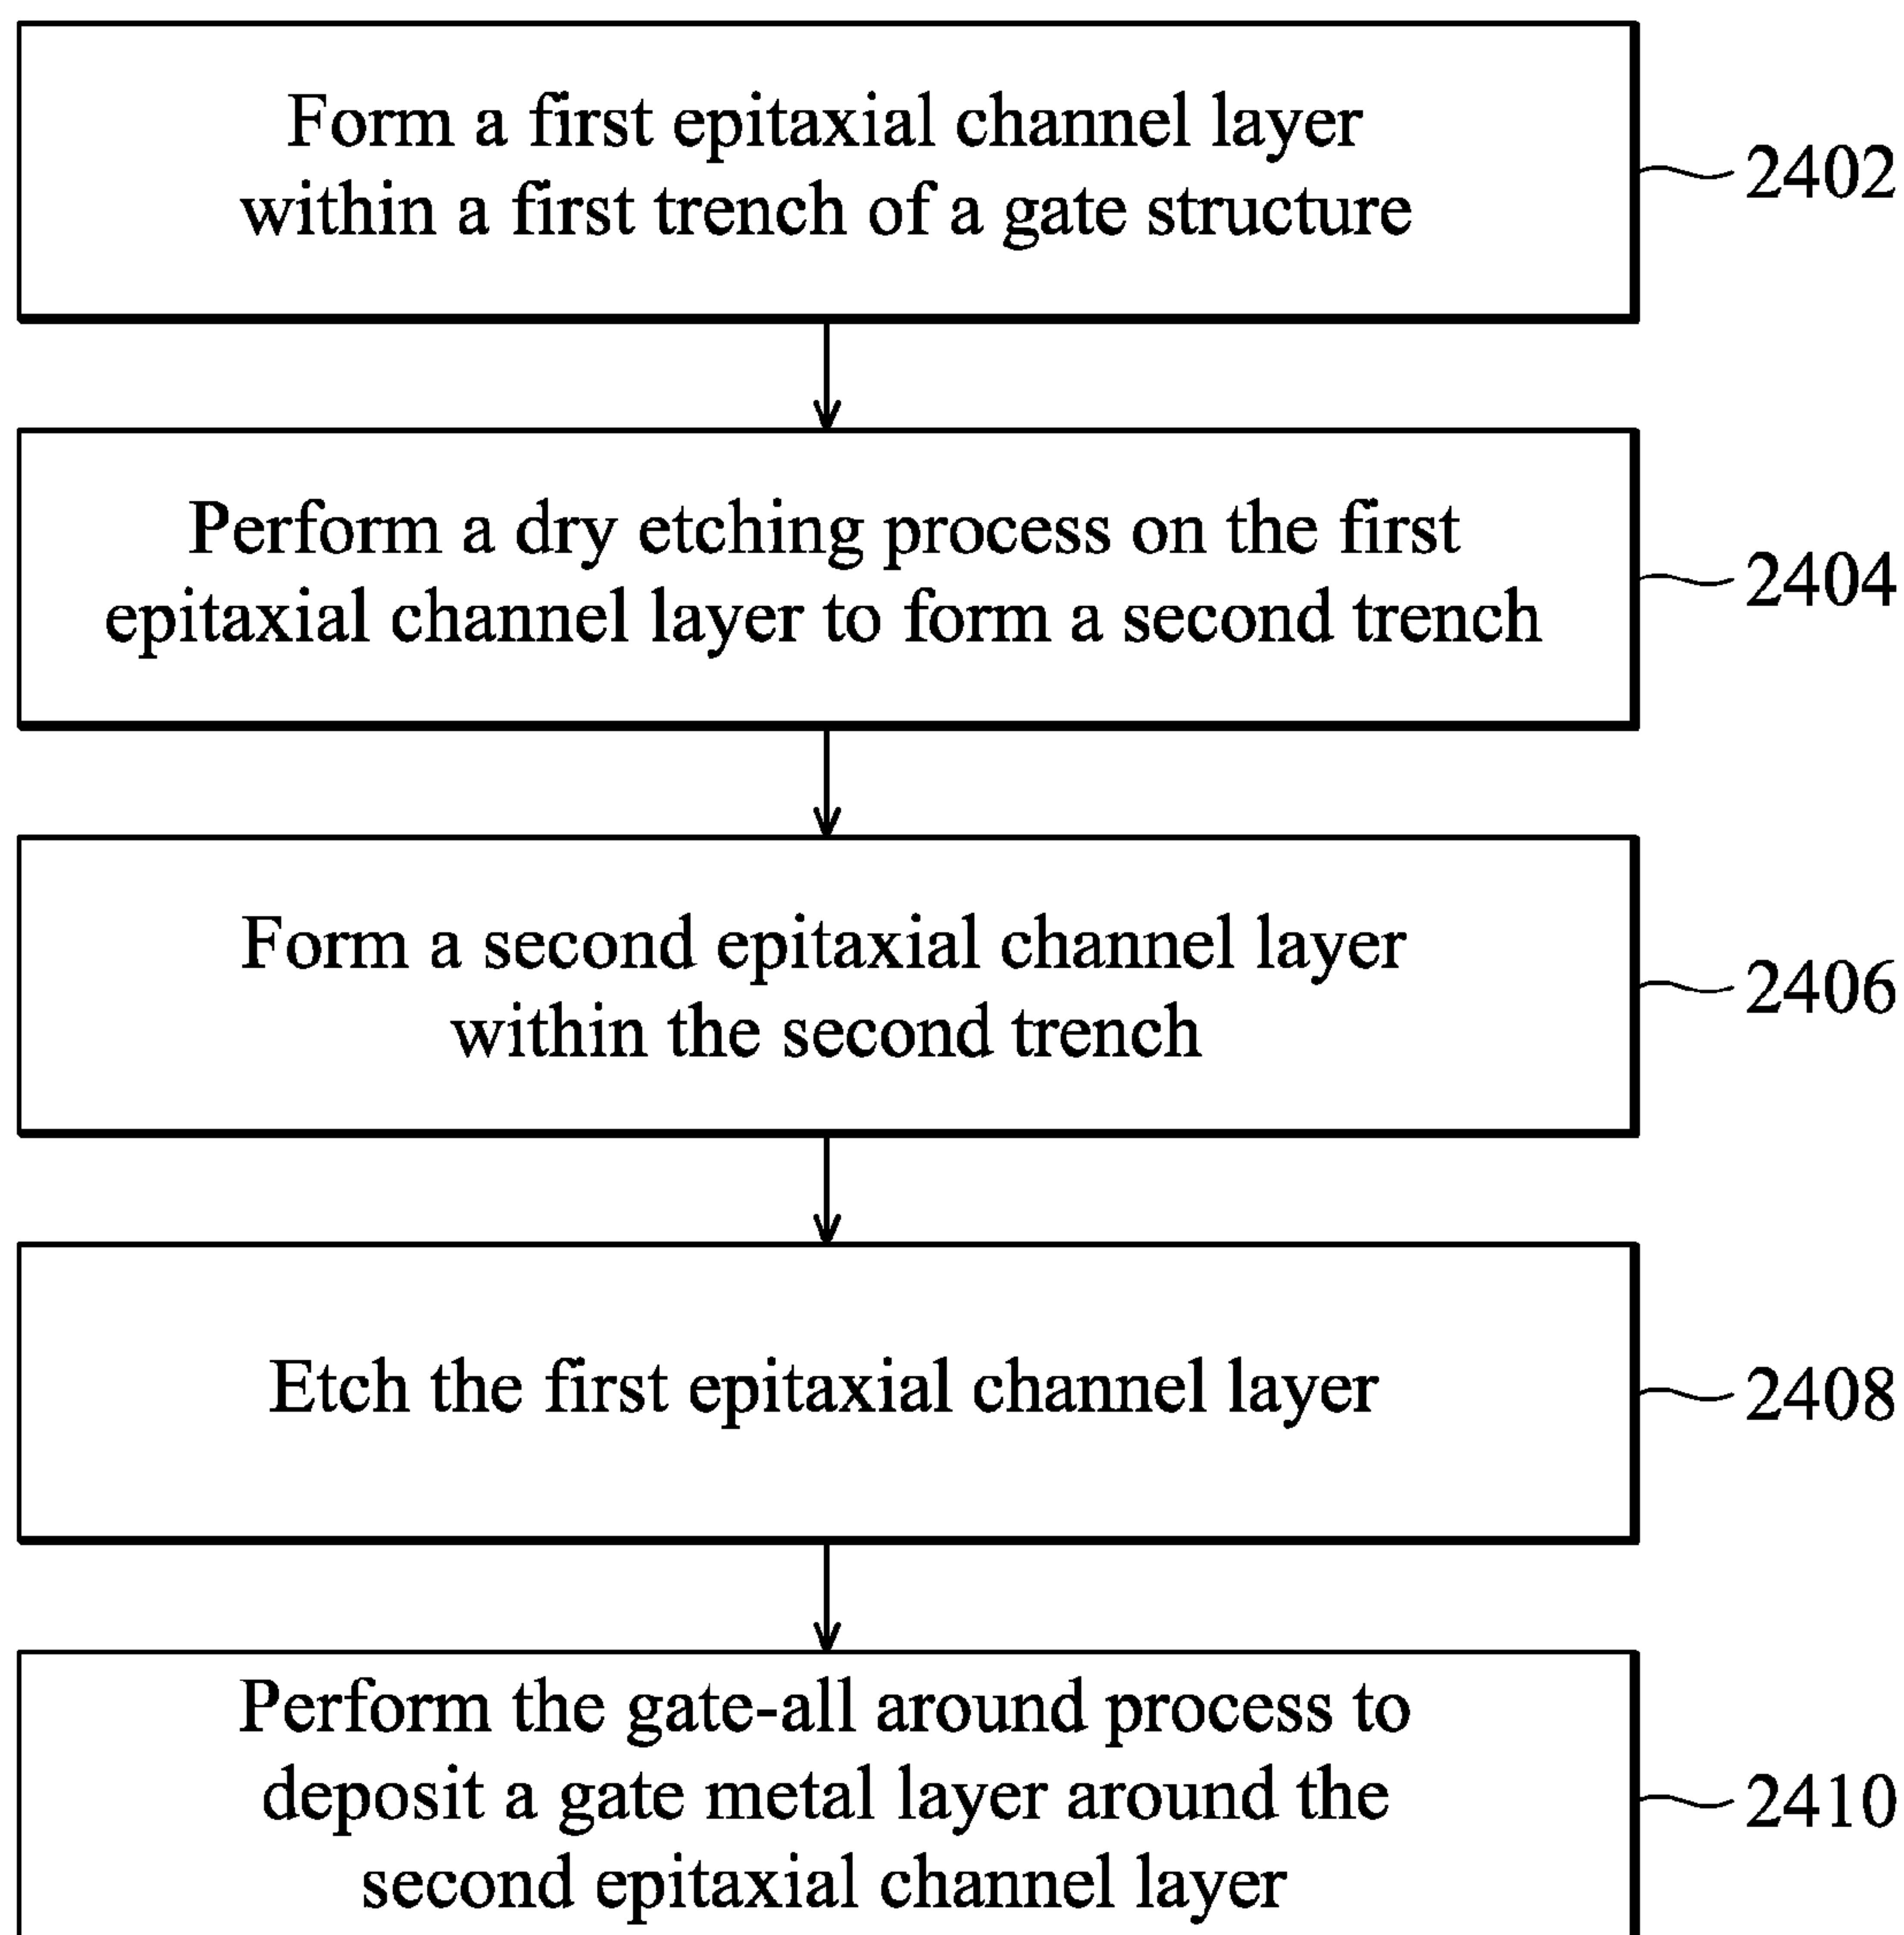 Form a first epitaxial channel layer
within a first trench of a gate structure
2402
Perform a dry etching process on the first
epitaxial channel layer to form a second trench
2404
Form a second epitaxial channel layer
within the second trench
2406
Etch the first epitaxial channel layer
2408
Perform the gate-all around process to
deposit a gate metal layer around the
second epitaxial channel layer
2410